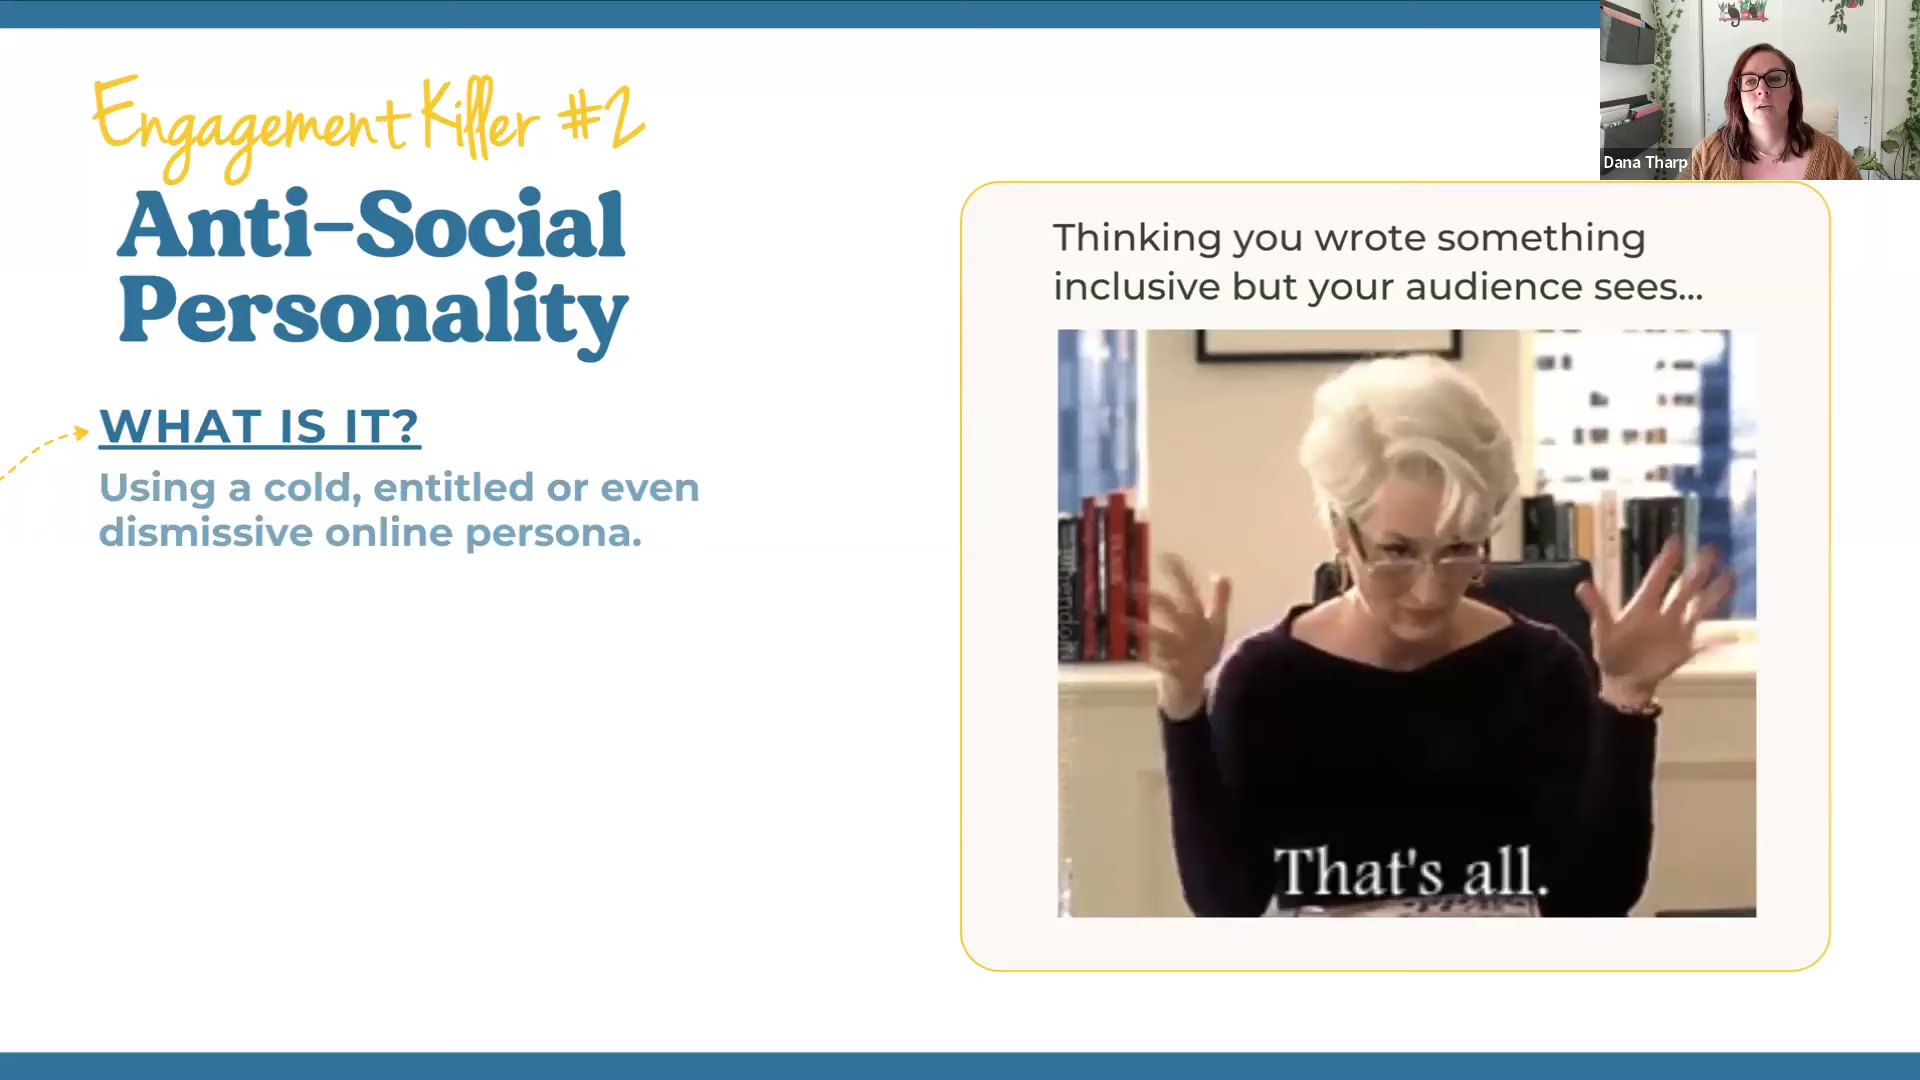 Engagement Killer #2
Anti-Social
Personality
WHAT IS IT?
Using a cold, entitled or even
dismissive online persona.
Dana Tharp
Thinking you wrote something
inclusive but your audience sees...
That's all.